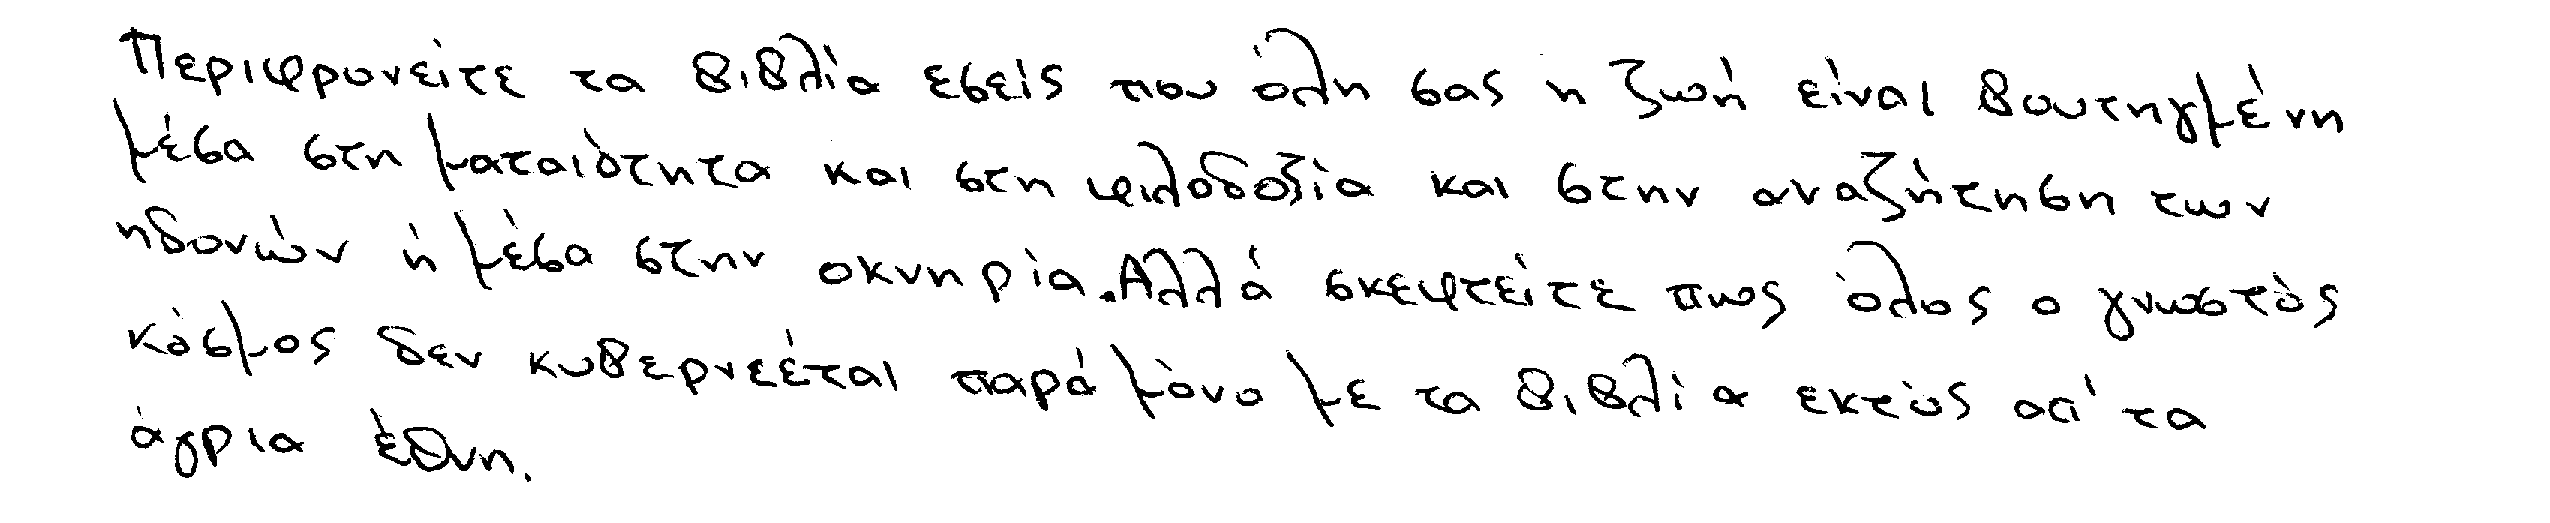 Περιφρονείτε τα βιβλία εσείς που όλη σας η ζωή είναι βουτηγμένη
μέσα στη ματαιότητα και στη φιλοδοξία και στην αναζήτηση των
ηδονών ή μέσα στην οκνηρία. Αλλά σκεφτείτε πως όλος ο γνωστός
κόσμος δεν κυβερνεέται παρά μόνο με τα βιβλία εκτός απ' τα
άγρια έθνη.